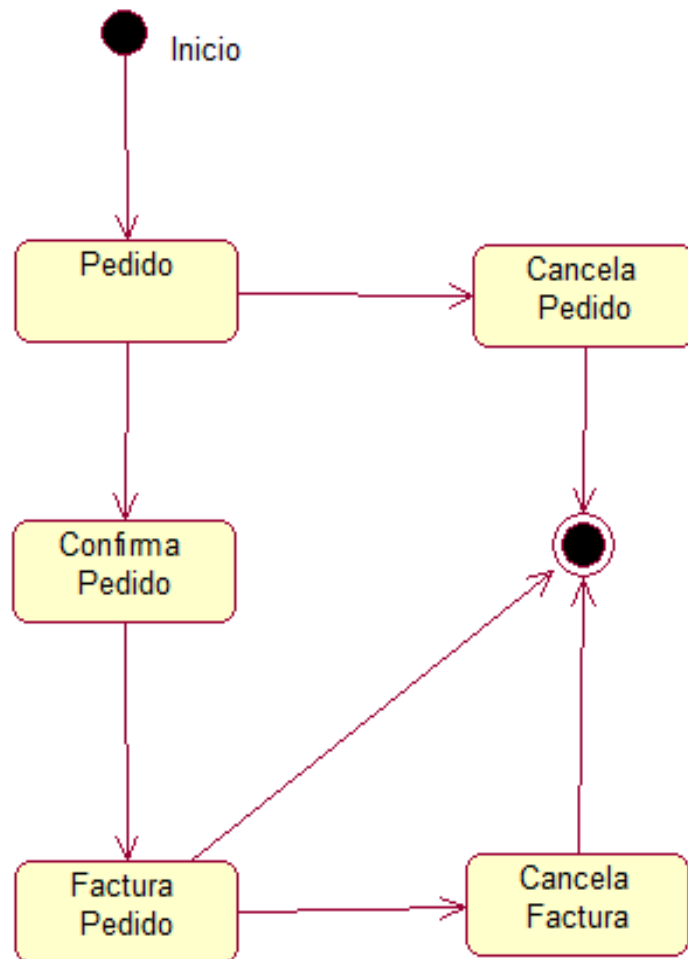 Inicio
Pedido
Cancela
Pedido
Confirma
Pedido
Factura
Pedido
Cancela
Factura